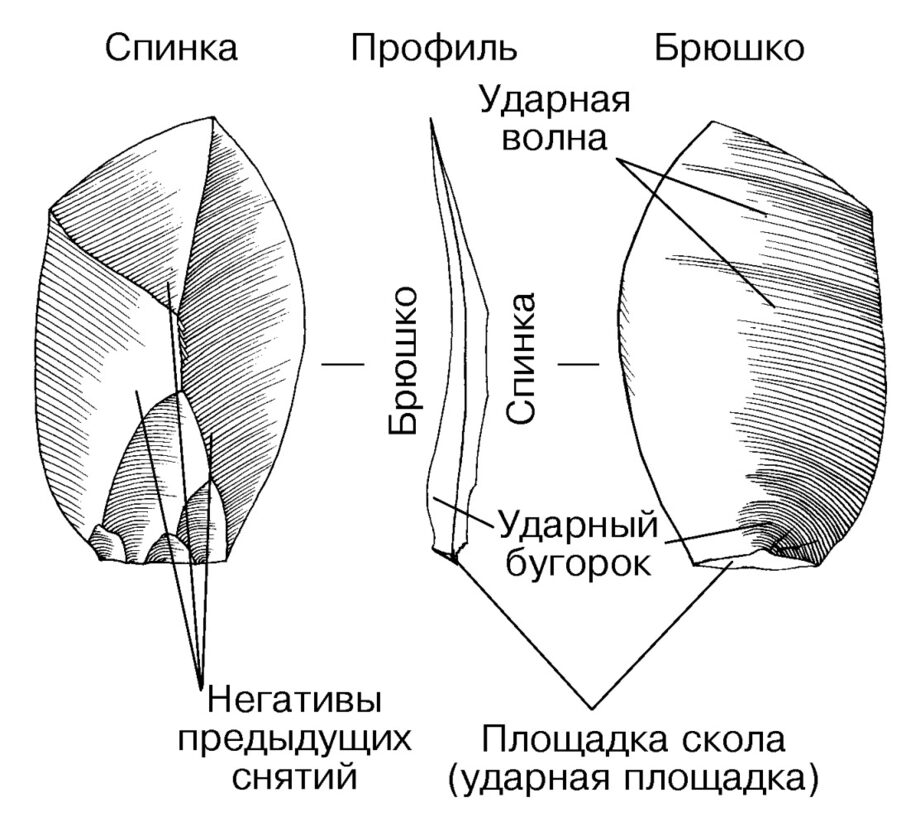 Спинка
Профиль
Брюшко
Ударная
волна
Брюшко
Спинка
Ударный
бугорок
Негативы
предыдущих
снятий
Площадка скола
(ударная площадка)